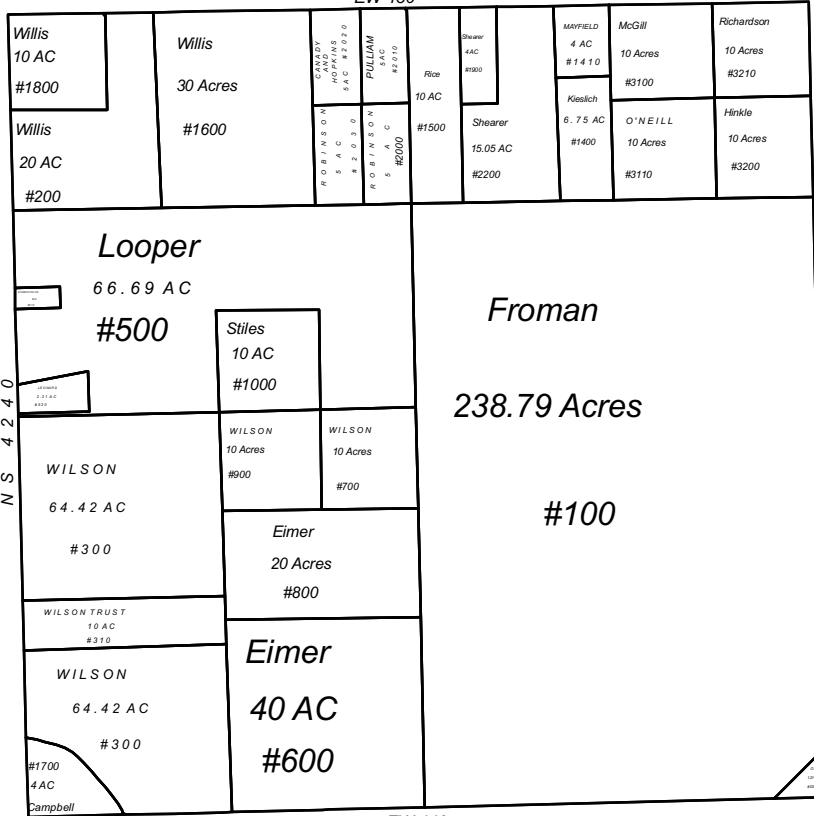 Willis
10 AC
#1800
Willis
20 AC
#200
Willis
30 Acres
#1600
CANADY
AND
HOPKINS
5 AC #2020
PULLIAM
5AC
#2010
ROBINSON
5 AC
#2030
ROBINSON
5 AC
#2000
Rice
10 AC
#1500
Shearer
4AC
#1900
Shearer
15.05 AC
#2200
MAYFIELD
4 AC
#1410
Kieslich
6.75 AC
#1400
McGill
10 Acres
#3100
Richardson
10 Acres
#3210
O'NEILL
10 Acres
#3110
Hinkle
10 Acres
#3200
Looper
66.69 AC
#500
Stiles
10 AC
#1000
Froman
238.79 Acres
#100
NS 4240
WILSON
64.42 AC
#300
WILSON
10 Acres
#900
WILSON
10 Acres
#700
Eimer
20 Acres
#800
WILSON TRUST
10 AC
#310
WILSON
64.42 AC
#300
Eimer
40 AC
#600
#1700
4 AC
Campbell